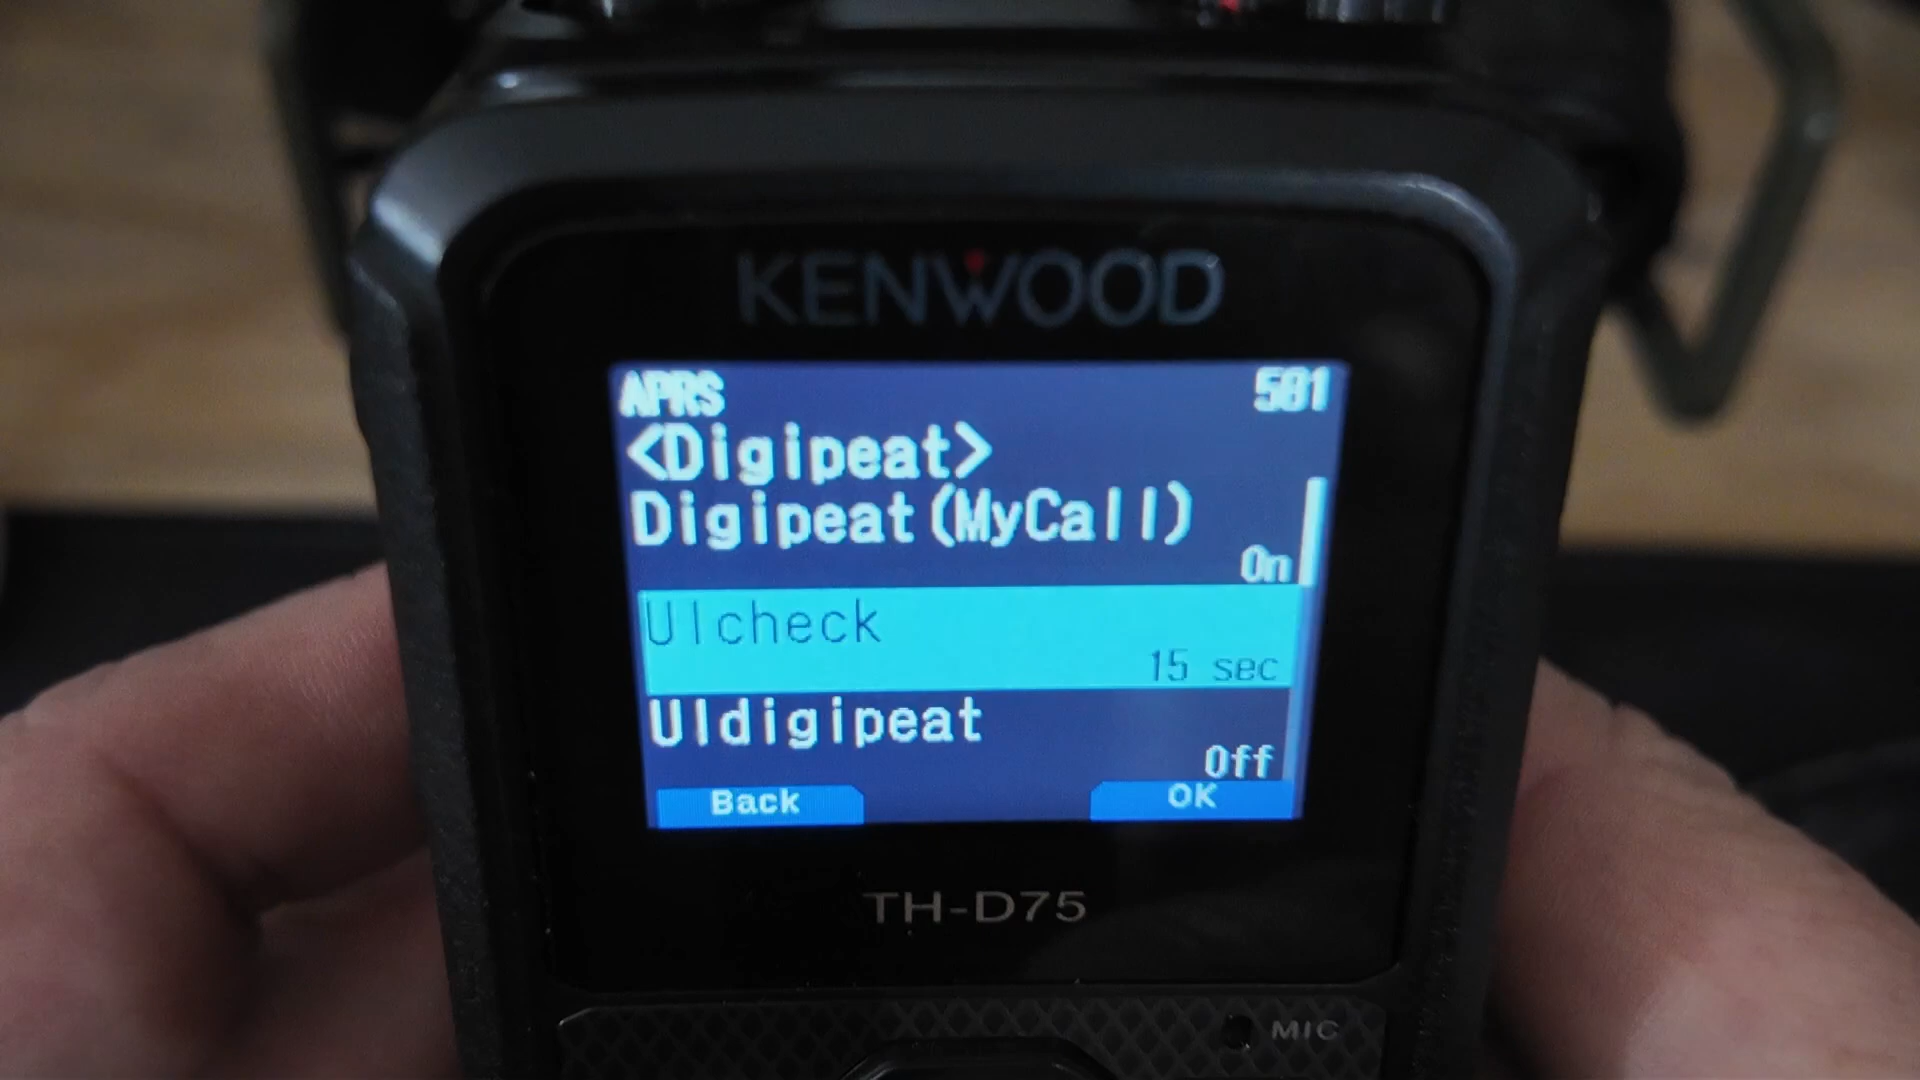 KENWOOD
APRS 581
<Digipeat>
Digipeat(MyCall)
On
UIcheck
15 sec
UIdigipeat
Off
Back OK
TH-D75
MIC